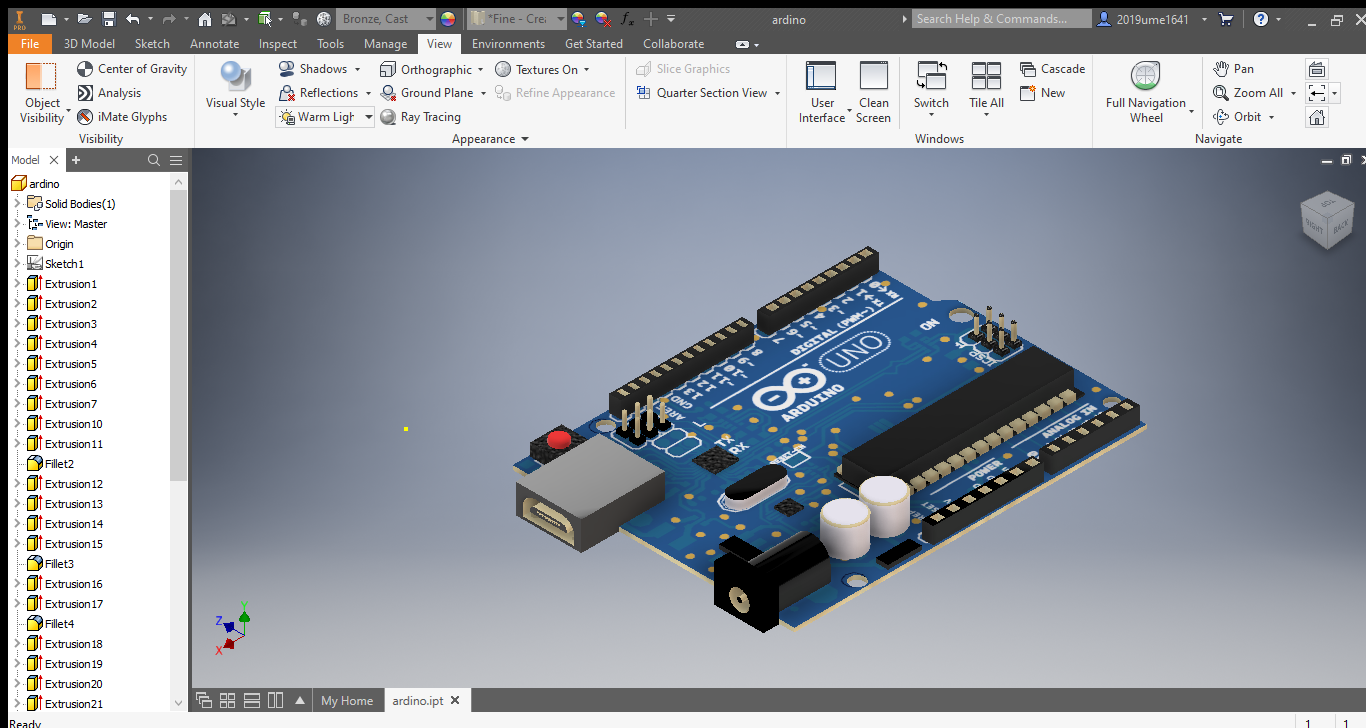 PRO
Bronze, Cast
*Fine - Crea
ardino
Search Help & Commands...
2019ume1641
File
3D Model
Sketch
Annotate
Inspect
Tools
Manage
View
Environments
Get Started
Collaborate
Object
Visibility
Center of Gravity
Analysis
iMate Glyphs
Visibility
Visual Style
Shadows
Reflections
Warm Ligh
Orthographic
Ground Plane
Ray Tracing
Textures On
Refine Appearance
Appearance
Slice Graphics
Quarter Section View
User
Interface
Clean
Screen
Switch
Tile All
Cascade
New
Windows
Full Navigation
Wheel
Pan
Zoom All
Orbit
Navigate
Model
ardino
Solid Bodies(1)
View: Master
Origin
Sketch1
Extrusion1
Extrusion2
Extrusion3
Extrusion4
Extrusion5
Extrusion6
Extrusion7
Extrusion10
Extrusion11
Fillet2
Extrusion12
Extrusion13
Extrusion14
Extrusion15
Fillet3
Extrusion16
Extrusion17
Fillet4
Extrusion18
Extrusion19
Extrusion20
Extrusion21
TOP
RIGHT
BACK
DIGITAL (PWM~)
UNO
ARDUINO
ON
ICSP
13
GND
AREF
L
TX
RX
ANALOG IN
POWER
Z
Y
X
My Home
ardino.ipt
Ready
1
1